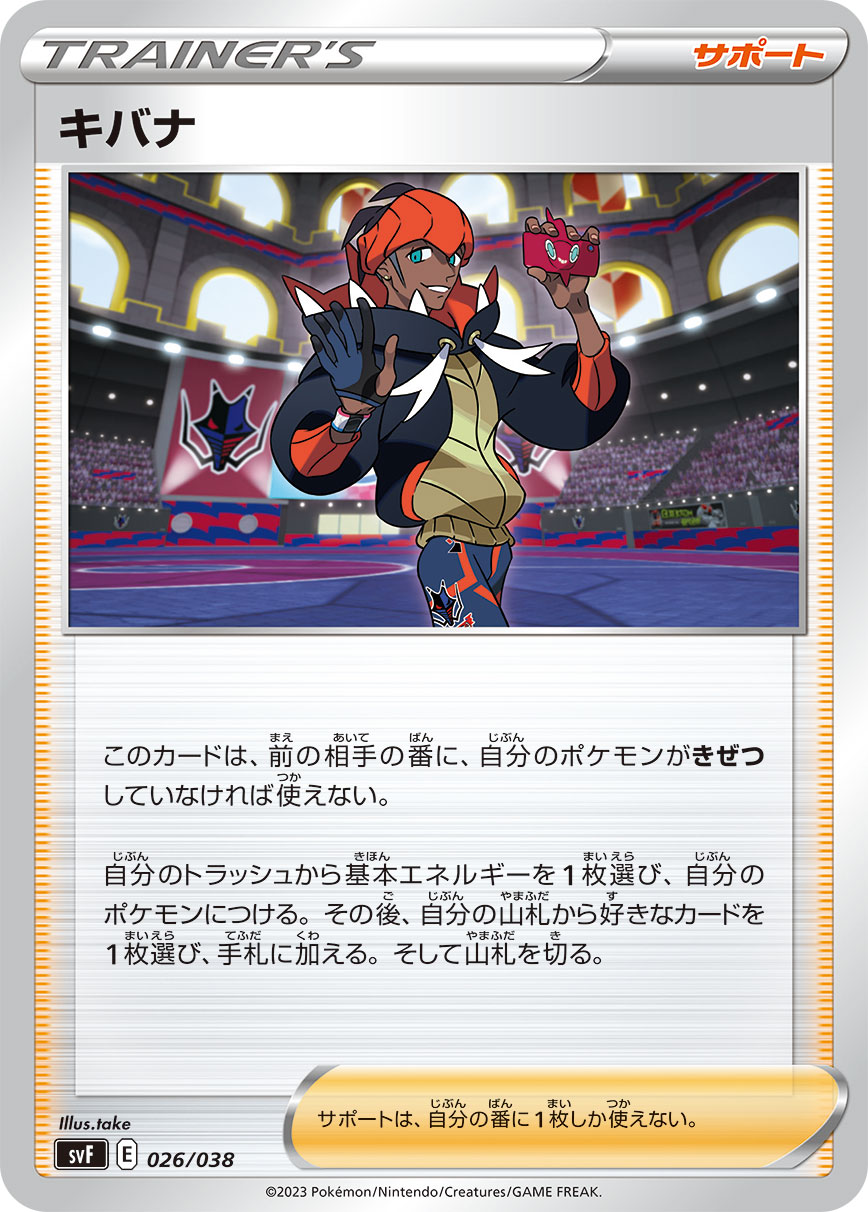 TRAINER'S
サポート
キバナ
このカードは、前の相手の番に、自分のポケモンがきぜつ
していなければ使えない。
自分のトラッシュから基本エネルギーを1枚選び、自分の
ポケモンにつける。その後、自分の山札から好きなカードを
1枚選び、手札に加える。そして山札を切る。
サポートは、自分の番に1枚しか使えない。
Illus.take
svF E 026/038
©2023 Pokémon/Nintendo/Creatures/GAME FREAK.